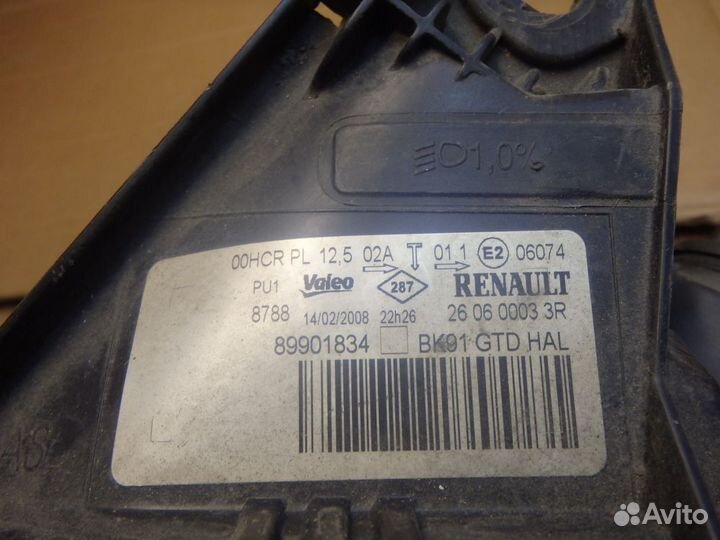 1,0%
00HCR PL 12,5 02A T 01 1 E2 06074
PU1 Valeo 287 RENAULT
8788 14/02/2008 22h26 26 06 0003 3R
89901834 BK91 GTD HAL
Avito